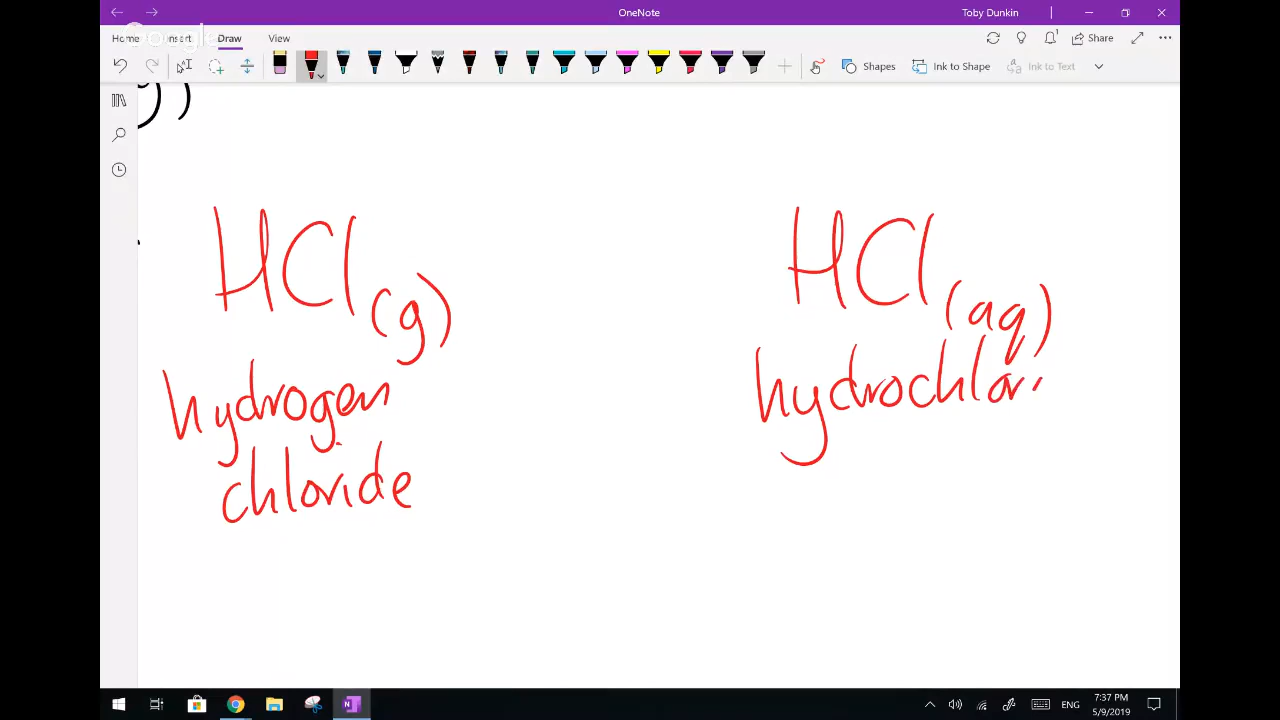 OneNote
Toby Dunkin
Home Insert Draw View
Share
Shapes
Ink to Shape
Ink to Text
HCl(g)
hydrogen
chloride
HCl(aq)
hydrochlor
ENG
7:37 PM
5/9/2019